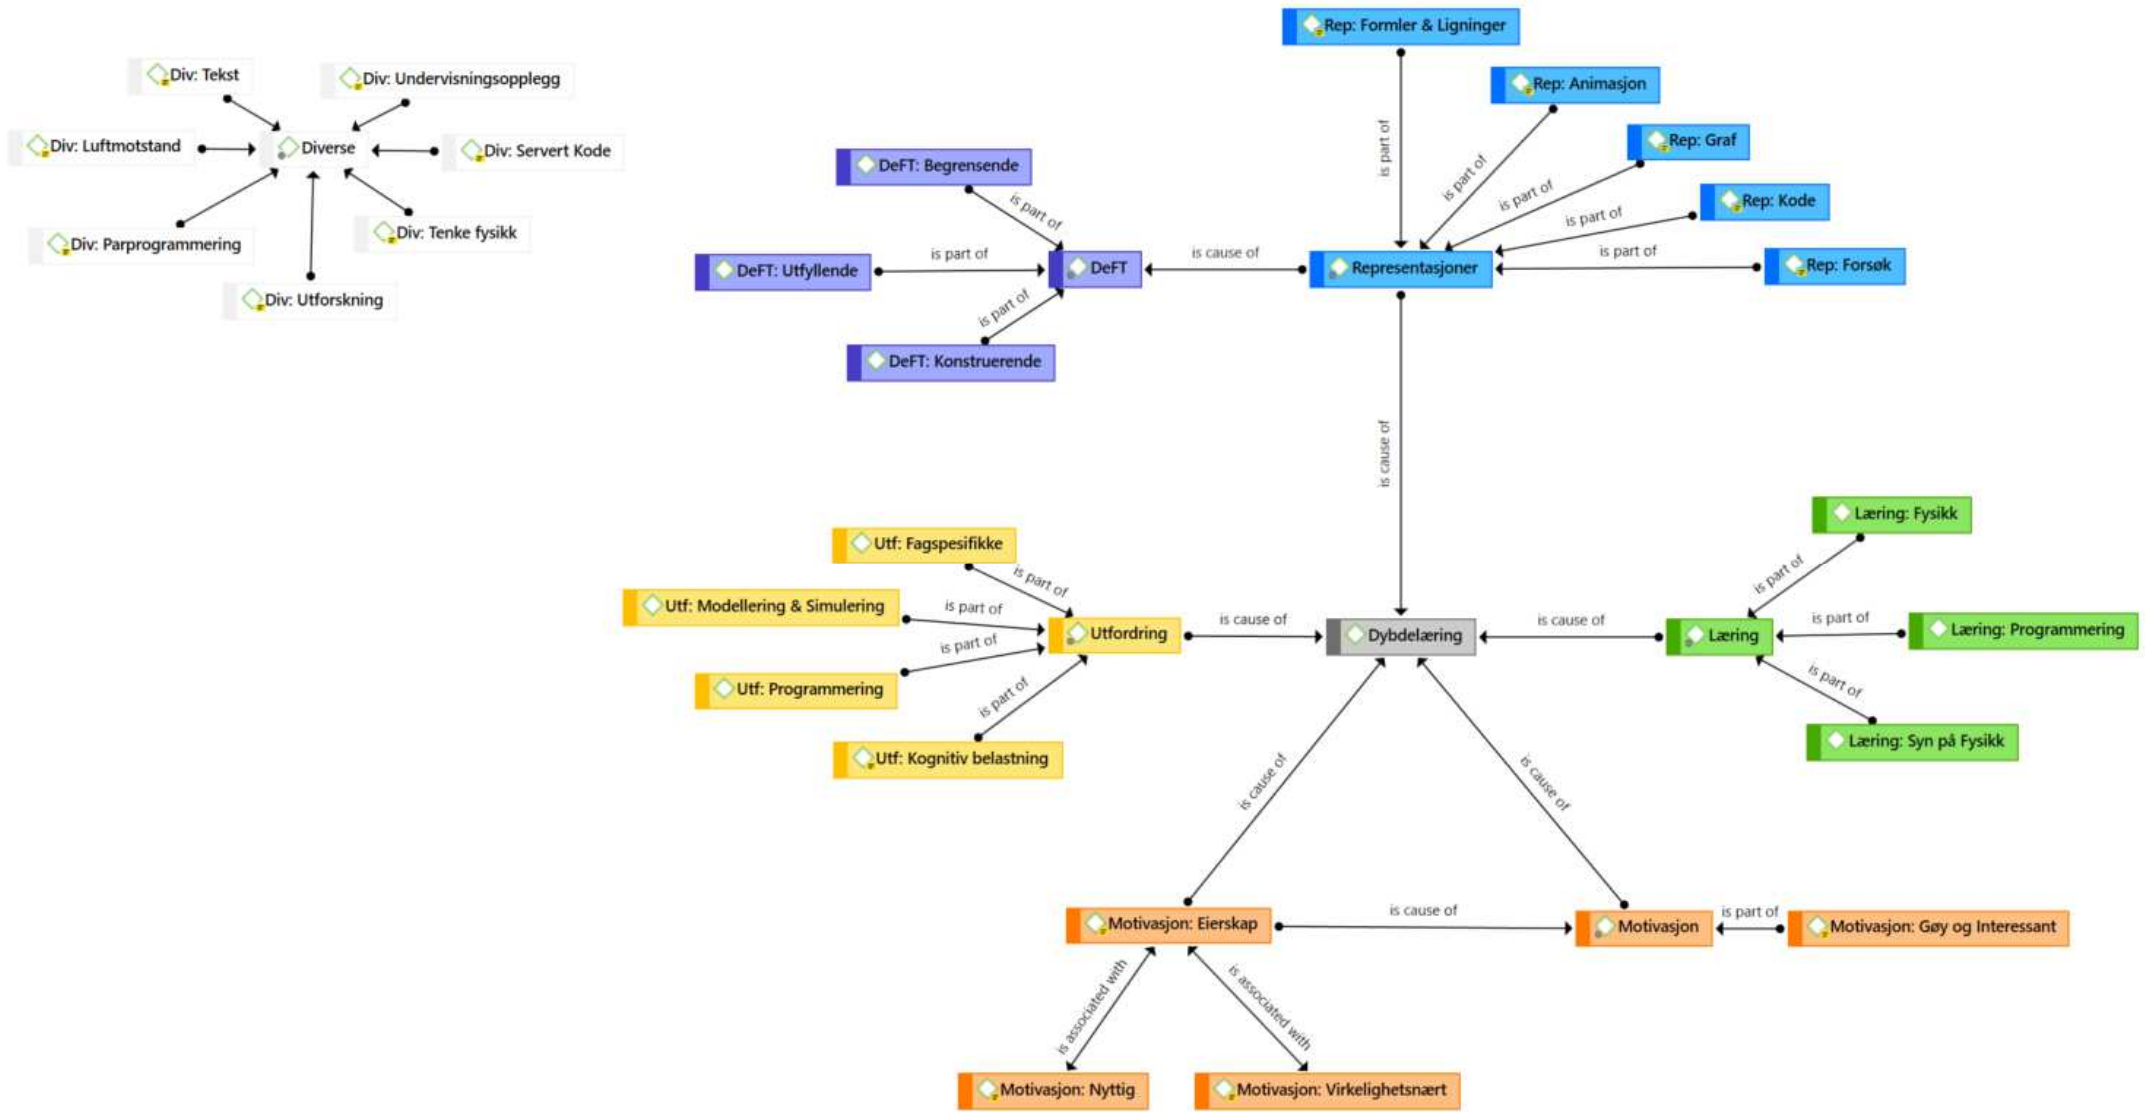 Div: Tekst
Div: Undervisningsopplegg
Div: Luftmotstand
Diverse
Div: Servert Kode
Div: Parprogrammering
Div: Tenke fysikk
Div: Utforskning
Rep: Formler & Ligninger
Rep: Animasjon
Rep: Graf
Rep: Kode
Rep: Forsøk
is part of
is part of
is part of
is part of
is part of
Representasjoner
is cause of
DeFT: Begrensende
is part of
DeFT: Utfyllende
is part of
DeFT
is part of
DeFT: Konstruerende
is cause of
Utf: Fagspesifikke
is part of
Utf: Modellering & Simulering
is part of
Utfordring
is part of
Utf: Programmering
is part of
Utf: Kognitiv belastning
is cause of
Dybdelæring
is cause of
Læring
Læring: Fysikk
is part of
is part of
Læring: Programmering
is part of
Læring: Syn på Fysikk
is cause of
is cause of
Motivasjon: Eierskap
is cause of
Motivasjon
is part of
Motivasjon: Gøy og Interessant
is associated with
is associated with
Motivasjon: Nyttig
Motivasjon: Virkelighetsnært